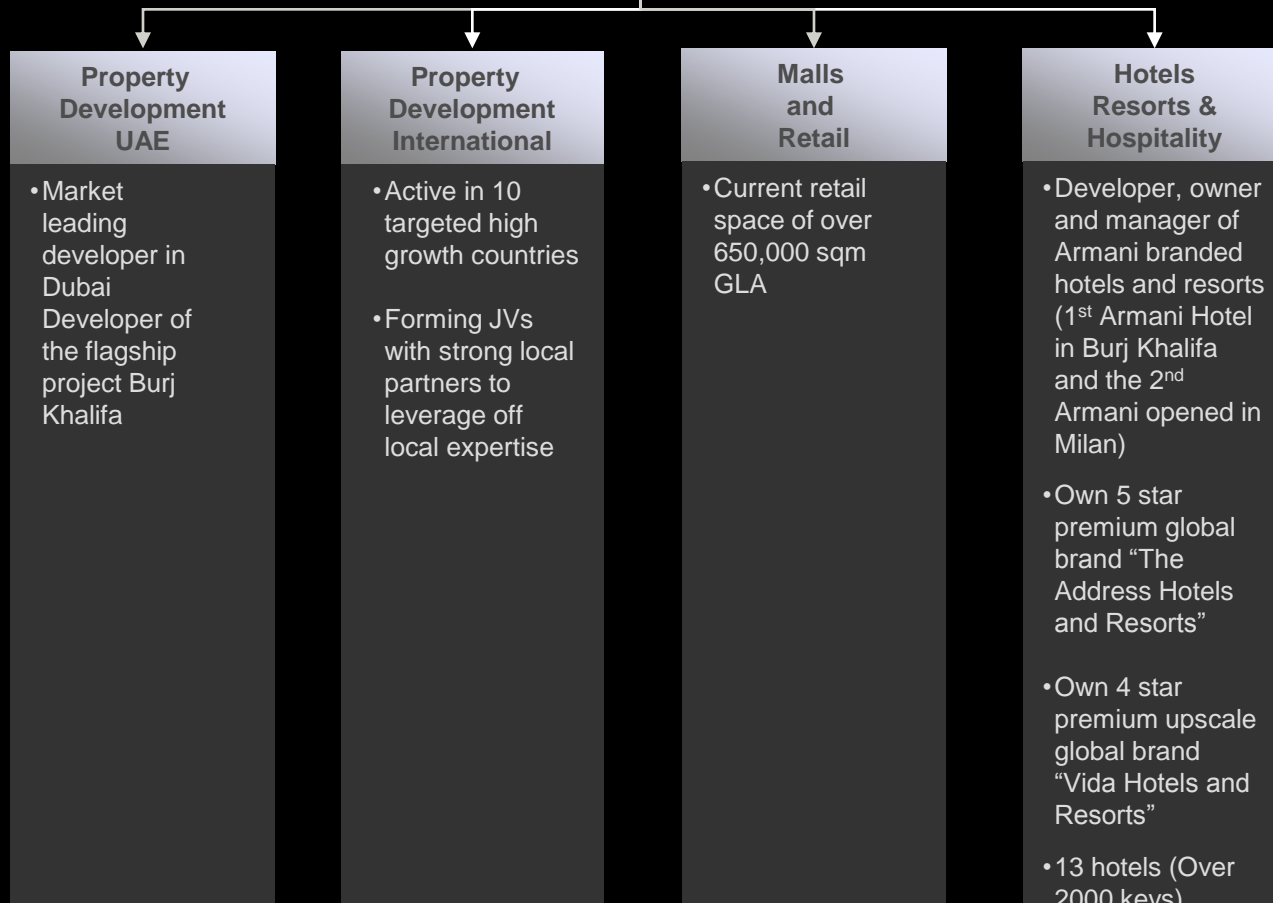 Property
Development
UAE
•Market
leading
developer in
Dubai
Developer of
the flagship
project Burj
Khalifa
Property
Development
International
•Active in 10
targeted high
growth countries
•Forming JVs
with strong local
partners to
leverage off
local expertise
Malls
and
Retail
•Current retail
space of over
650,000 sqm
GLA
Hotels
Resorts &
Hospitality
•Developer, owner
and manager of
Armani branded
hotels and resorts
(1st Armani Hotel
in Burj Khalifa
and the 2nd
Armani opened in
Milan)
•Own 5 star
premium global
brand “The
Address Hotels
and Resorts”
•Own 4 star
premium upscale
global brand
“Vida Hotels and
Resorts”
•13 hotels (Over
2000 keys)